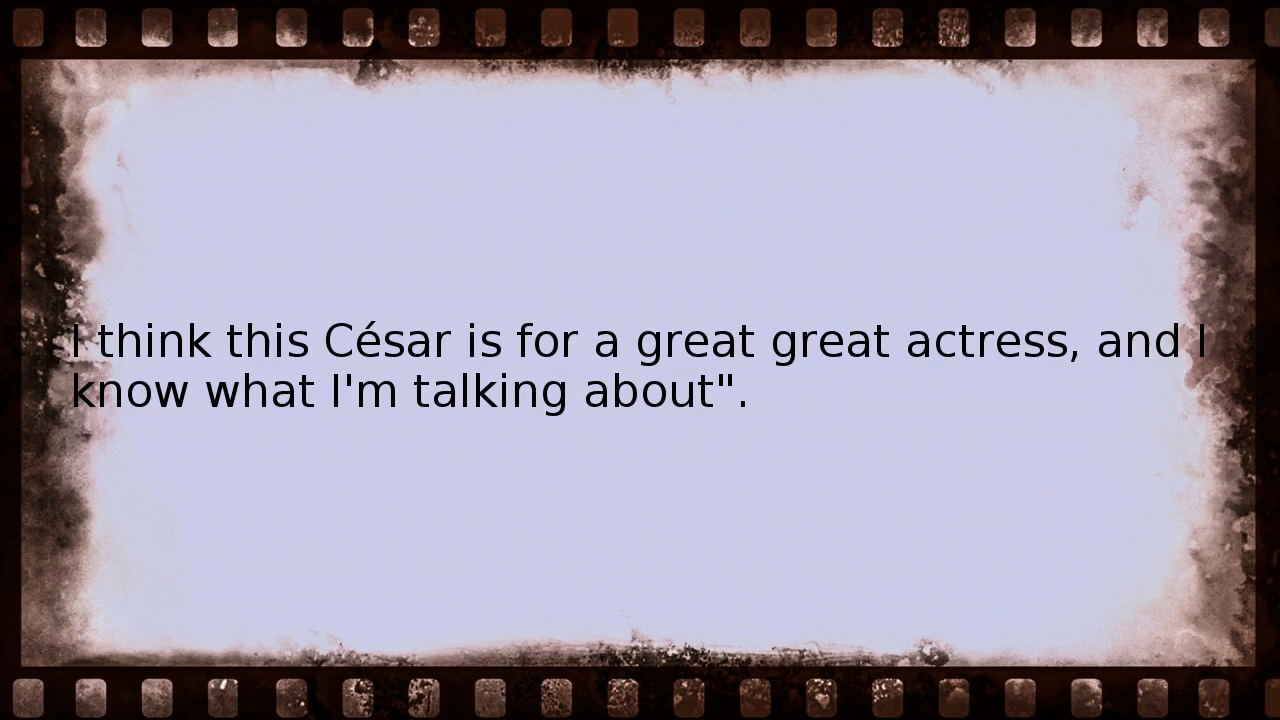 I think this César is for a great great actress, and I
know what I'm talking about".